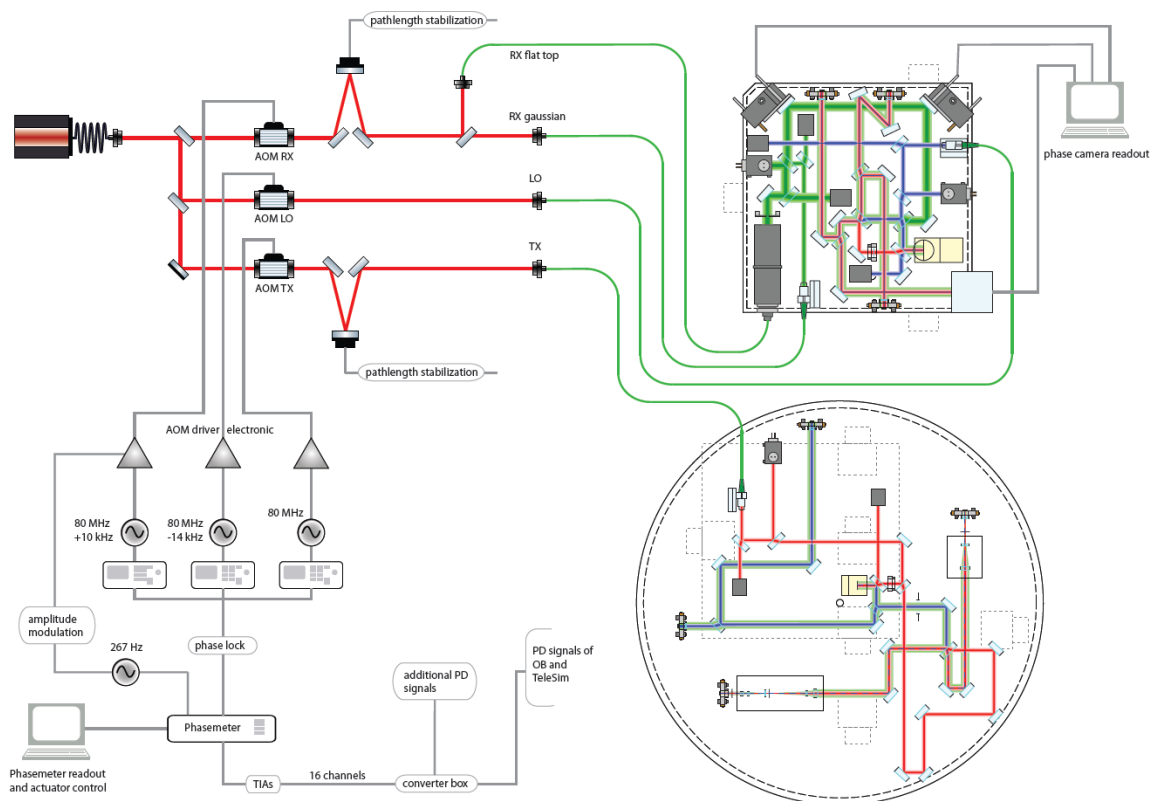 pathlength stabilization
RX flat top
RX gaussian
AOM RX
phase camera readout
LO
AOM LO
TX
AOM TX
pathlength stabilization
AOM driver electronic
80 MHz
+10 kHz
80 MHz
-14 kHz
80 MHz
amplitude
modulation
267 Hz
phase lock
additional PD
signals
PD signals of
OB and
TeleSim
Phasemeter
Phasemeter readout
and actuator control
TIAs
16 channels
converter box